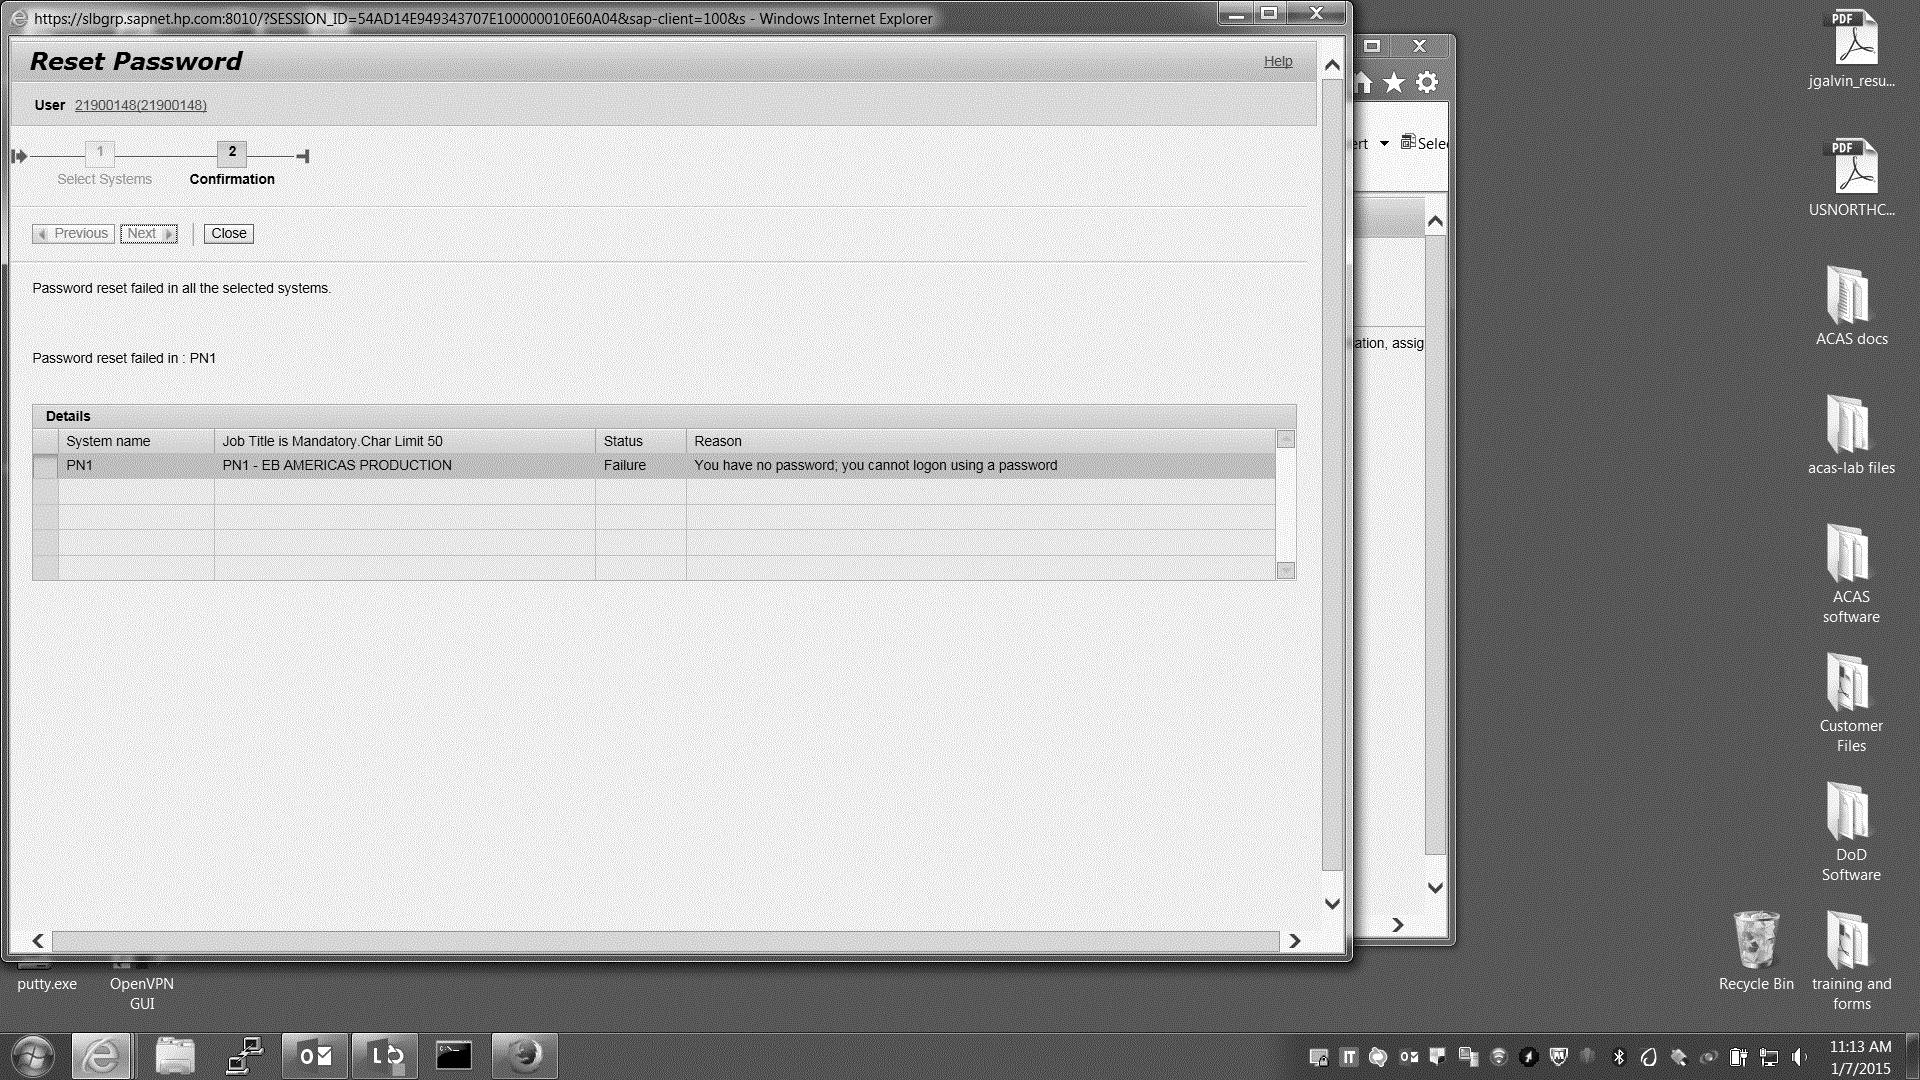 https://slbgrp.sapnet.hp.com:8010/?SESSION_ID=54AD14E949343707E100000010E60A04&sap-client=100&s - Windows Internet Explorer
Reset Password
Help
User 21900148(21900148)
1
2
Select Systems
Confirmation
Previous
Next
Close
Password reset failed in all the selected systems.
Password reset failed in : PN1
Details
System name Job Title is Mandatory.Char Limit 50 Status Reason
PN1 PN1 - EB AMERICAS PRODUCTION Failure You have no password; you cannot logon using a password
ert Selec
ation, assig
PDF
jgalvin_resu...
PDF
USNORTHC...
ACAS docs
acas-lab files
ACAS
software
Customer
Files
DoD
Software
Recycle Bin
training and
forms
putty.exe
OpenVPN
GUI
11:13 AM
1/7/2015